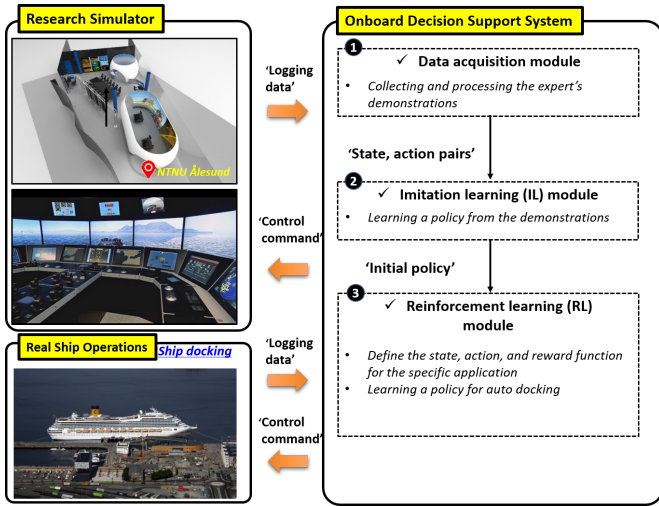 Research Simulator
NTNU Ålesund
Real Ship Operations
Ship docking
'Logging
data'
'Control
command'
'Logging
data'
'Control
command'
Onboard Decision Support System
1
✓ Data acquisition module
• Collecting and processing the expert's
demonstrations
'State, action pairs'
2
✓ Imitation learning (IL) module
• Learning a policy from the demonstrations
'Initial policy'
3
✓ Reinforcement learning (RL)
module
• Define the state, action, and reward function
for the specific application
• Learning a policy for auto docking